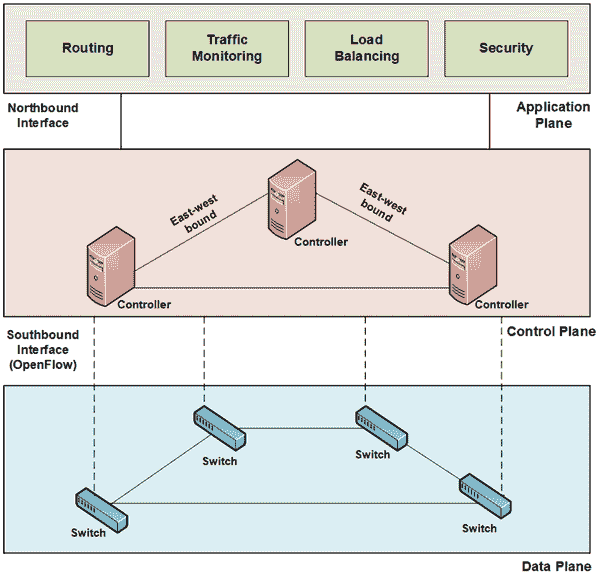 Routing
Traffic
Monitoring
Load
Balancing
Security
Northbound
Interface
Application
Plane
East-west
bound
East-west
bound
Controller
Controller
Controller
Southbound
Interface
(OpenFlow)
Control Plane
Switch
Switch
Switch
Switch
Data Plane